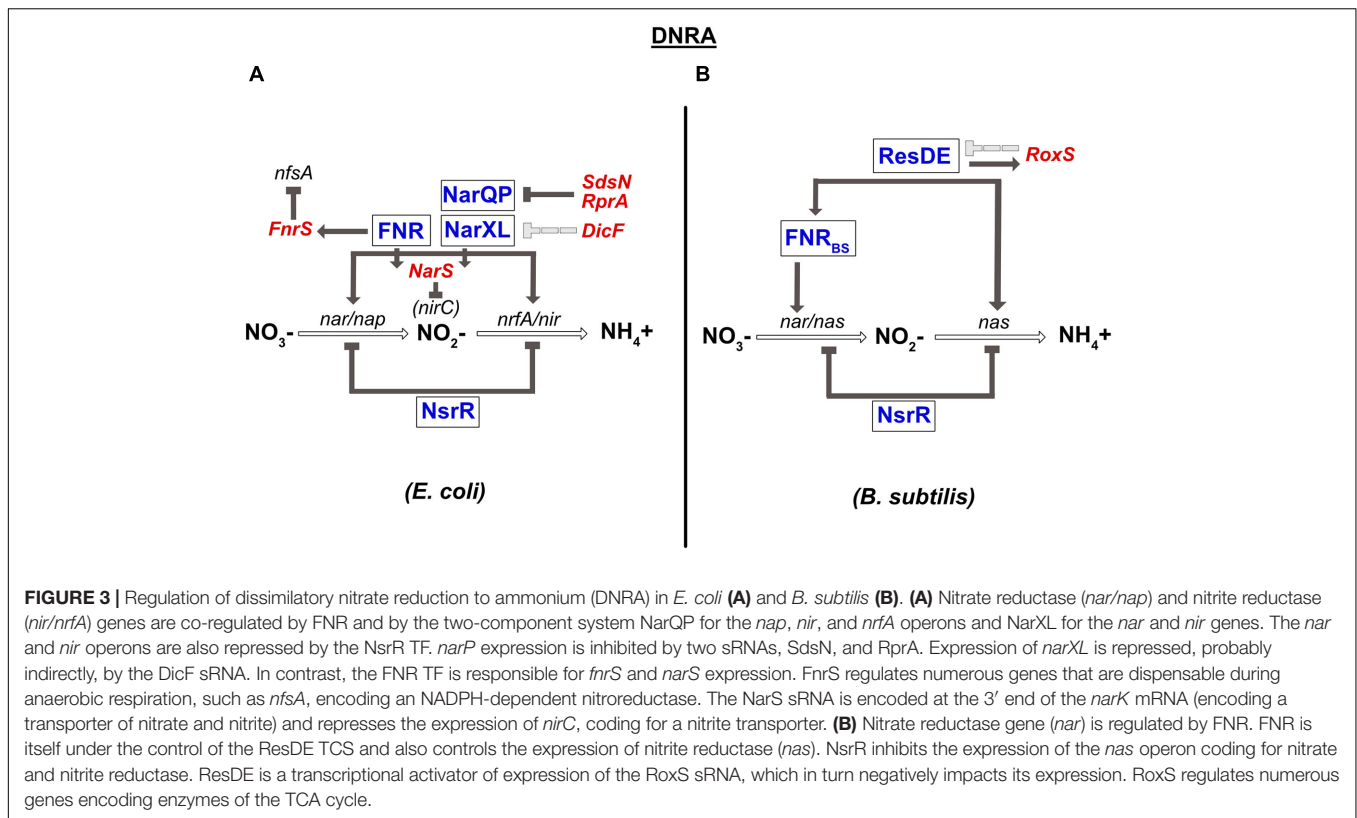 DNRA
A
B
nfsA
NarQP
SdsN
RprA
FnrS
FNR
NarXL
DicF
NarS
(nirC)
NO3- nar/nap NO2- nrfA/nir NH4+
NsrR
(E. coli)
ResDE
RoxS
FNRBS
NO3- nar/nas NO2- nas NH4+
NsrR
(B. subtilis)
FIGURE 3 | Regulation of dissimilatory nitrate reduction to ammonium (DNRA) in E. coli (A) and B. subtilis (B). (A) Nitrate reductase (nar/nap) and nitrite reductase
(nir/nrfA) genes are co-regulated by FNR and by the two-component system NarQP for the nap, nir, and nrfA operons and NarXL for the nar and nir genes. The nar
and nir operons are also repressed by the NsrR TF. narP expression is inhibited by two sRNAs, SdsN, and RprA. Expression of narXL is repressed, probably
indirectly, by the DicF sRNA. In contrast, the FNR TF is responsible for fnrS and narS expression. FnrS regulates numerous genes that are dispensable during
anaerobic respiration, such as nfsA, encoding an NADPH-dependent nitroreductase. The NarS sRNA is encoded at the 3′ end of the narK mRNA (encoding a
transporter of nitrate and nitrite) and represses the expression of nirC, coding for a nitrite transporter. (B) Nitrate reductase gene (nar) is regulated by FNR. FNR is
itself under the control of the ResDE TCS and also controls the expression of nitrite reductase (nas). NsrR inhibits the expression of the nas operon coding for nitrate
and nitrite reductase. ResDE is a transcriptional activator of expression of the RoxS sRNA, which in turn negatively impacts its expression. RoxS regulates numerous
genes encoding enzymes of the TCA cycle.